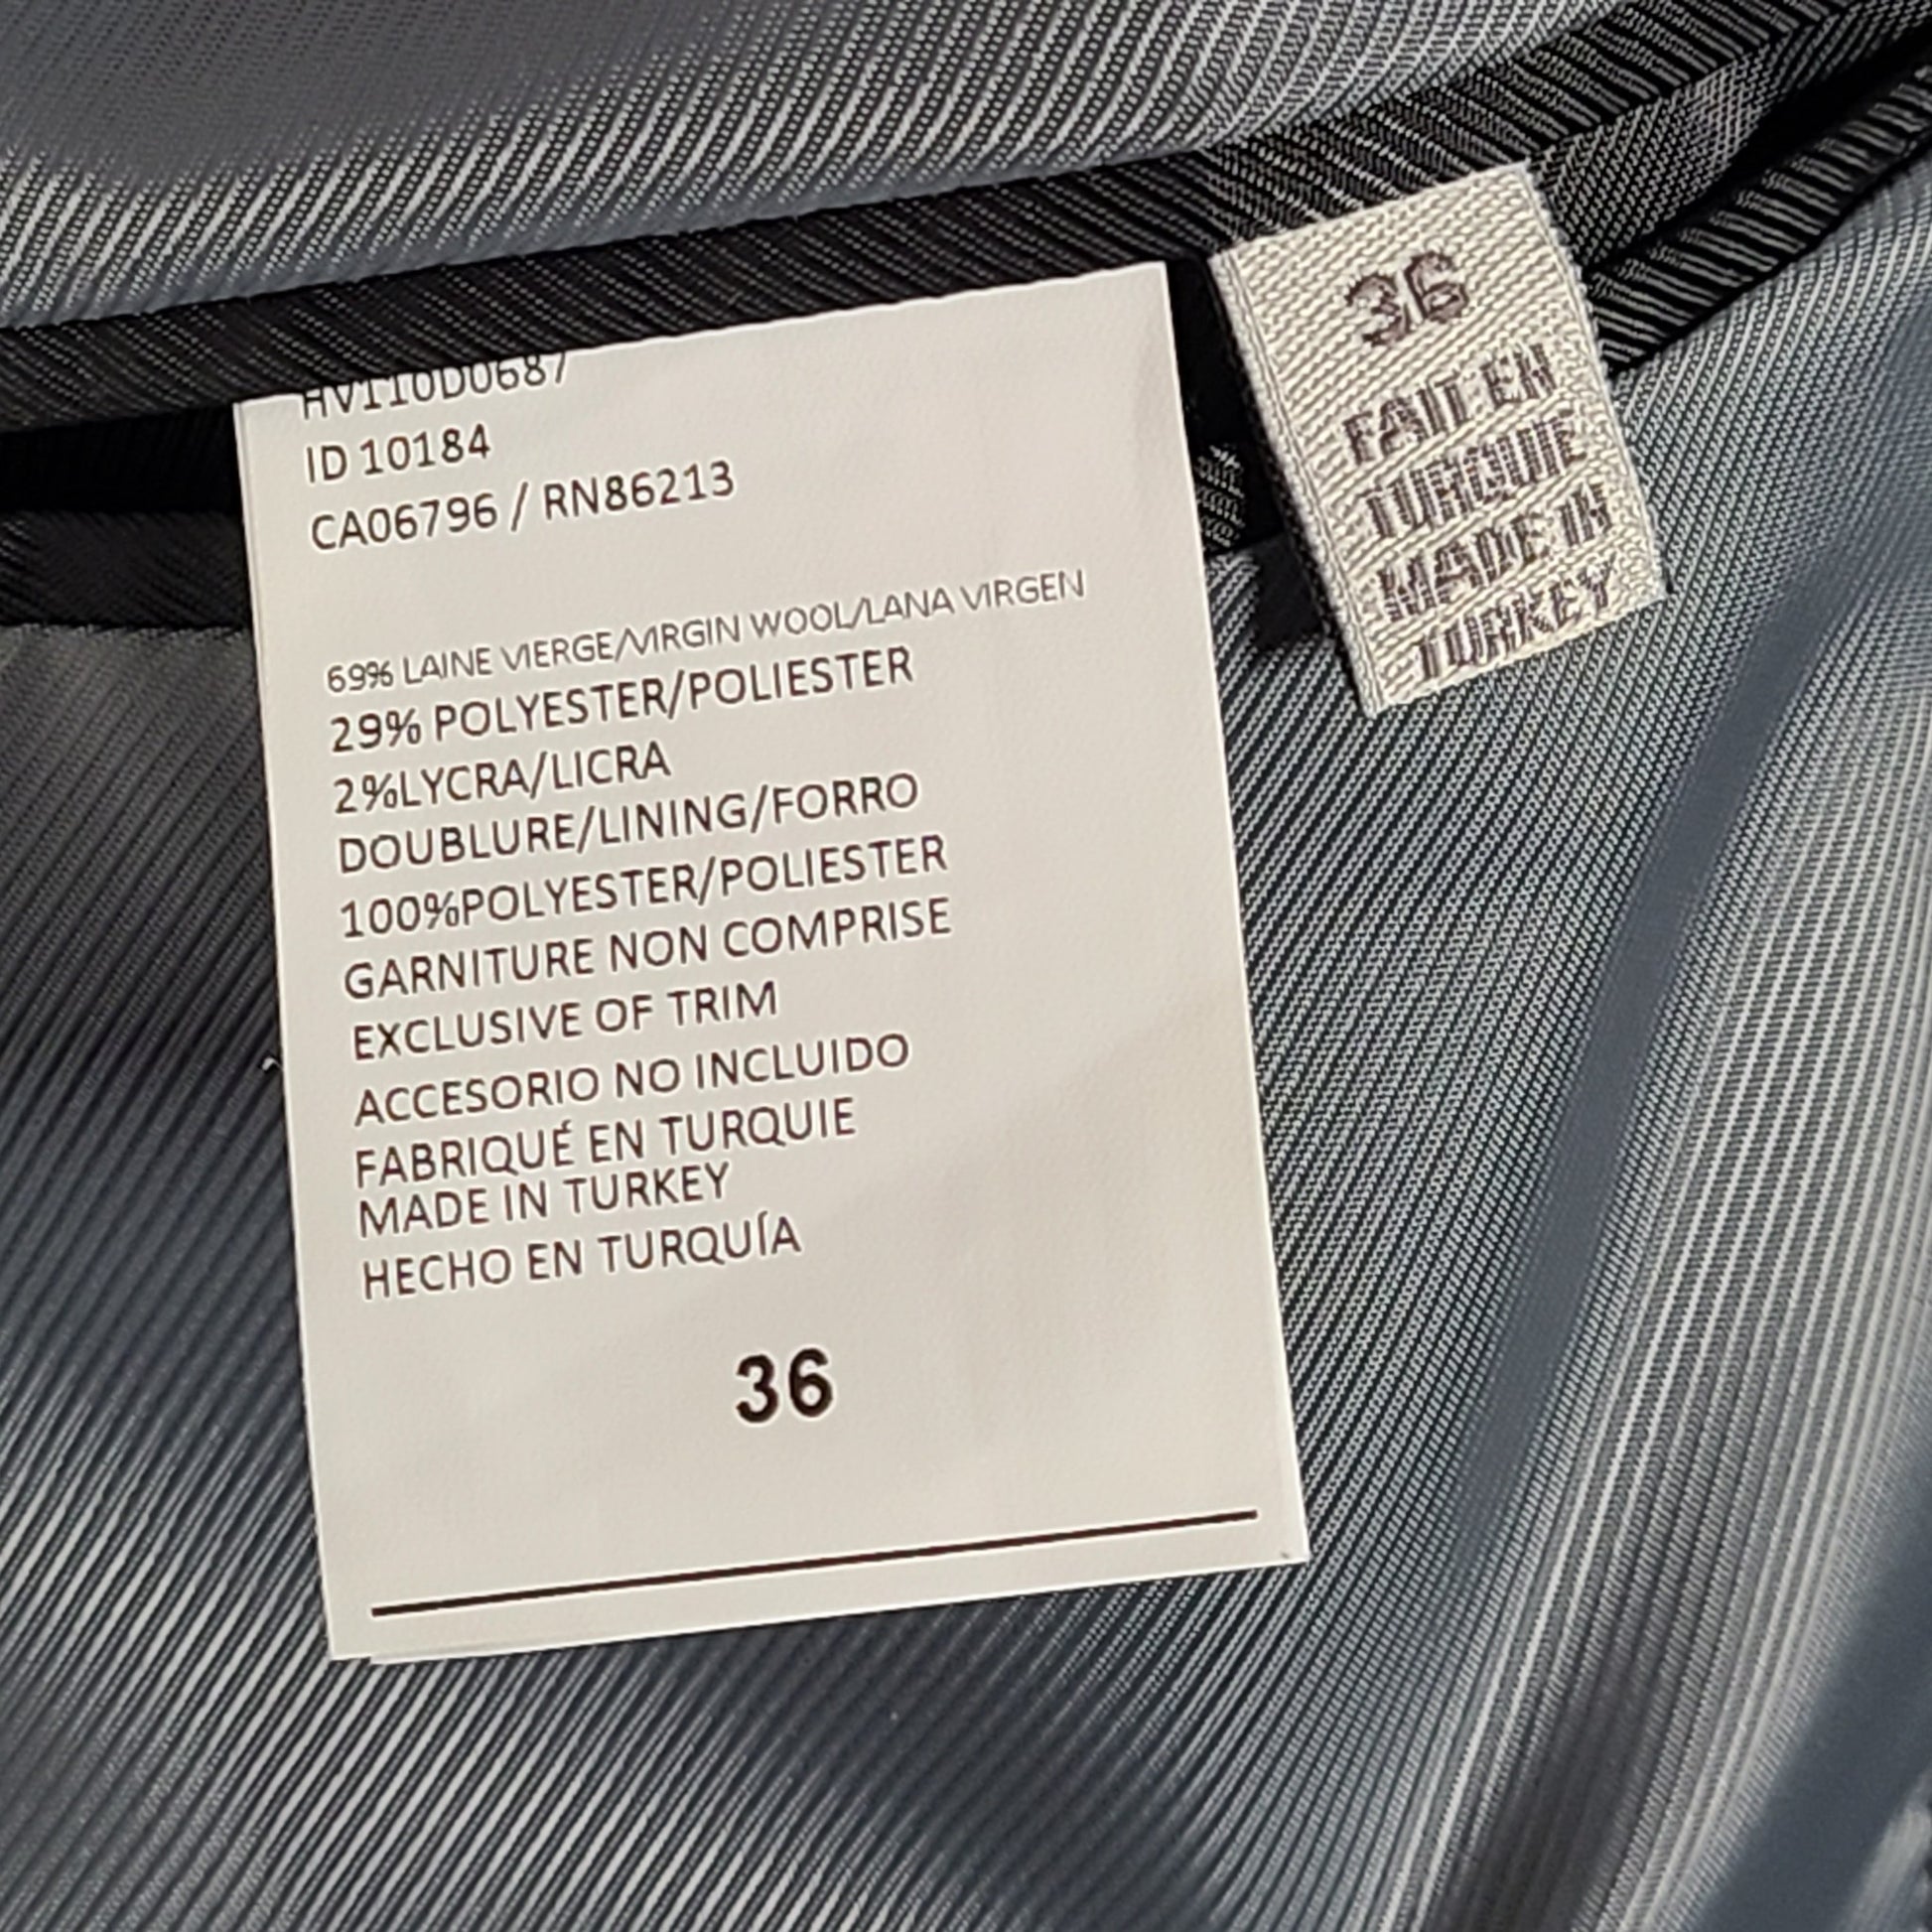 HV110D0687
ID 10184
CA06796 / RN86213
69% LAINE VIERGE/VIRGIN WOOL/LANA VIRGEN
29% POLYESTER/POLIESTER
2%LYCRA/LICRA
DOUBLURE/LINING/FORRO
100%POLYESTER/POLIESTER
GARNITURE NON COMPRISE
EXCLUSIVE OF TRIM
ACCESORIO NO INCLUIDO
FABRIQUÉ EN TURQUIE
MADE IN TURKEY
HECHO EN TURQUÍA
36
36
FAIT EN
TURQUIE
MADE IN
TURKEY